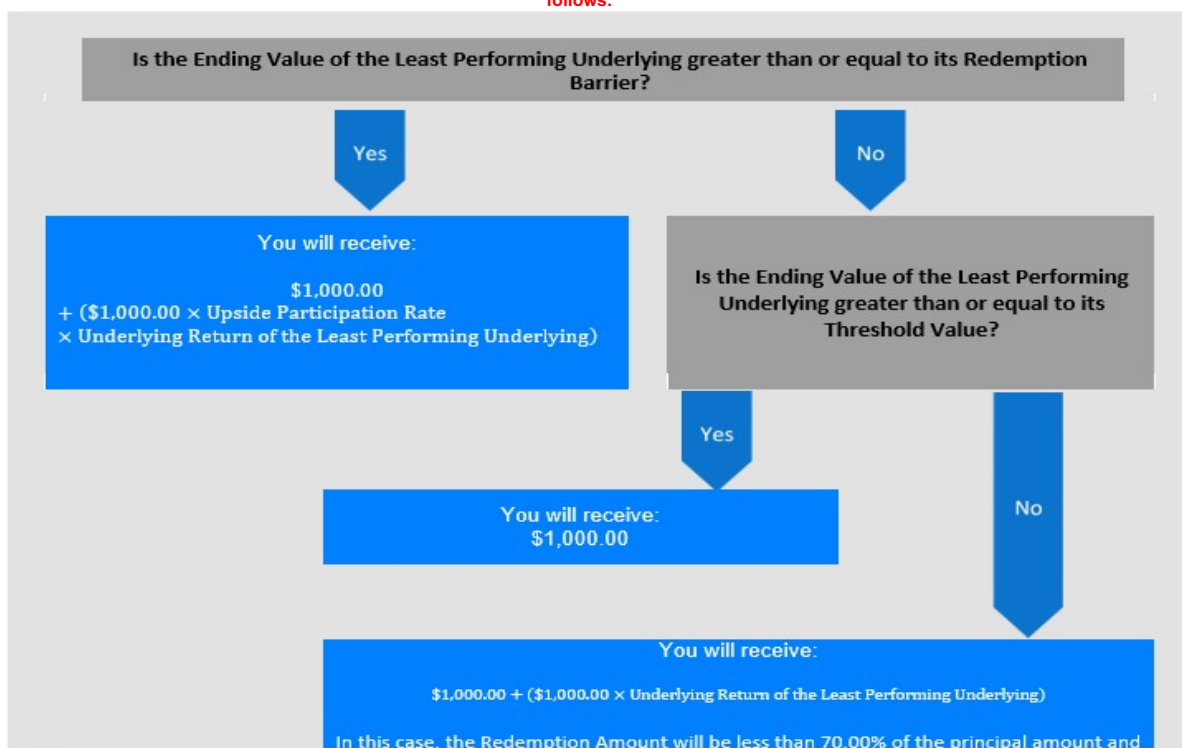 follows:
Is the Ending Value of the Least Performing Underlying greater than or equal to its Redemption
Barrier?
Yes
No
You will receive:
$1,000.00
+ ($1,000.00 × Upside Participation Rate
× Underlying Return of the Least Performing Underlying)
Is the Ending Value of the Least Performing
Underlying greater than or equal to its
Threshold Value?
Yes
No
You will receive:
$1,000.00
You will receive:
$1,000.00 + ($1,000.00 × Underlying Return of the Least Performing Underlying)
In this case, the Redemption Amount will be less than 70.00% of the principal amount and